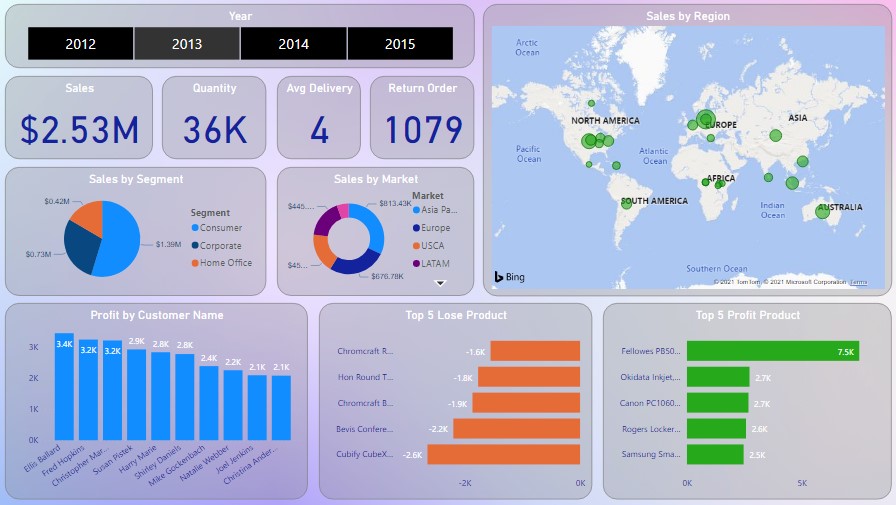 Year
2012 2013 2014 2015
Sales
$2.53M
Quantity
36K
Avg Delivery
4
Return Order
1079
Sales by Segment
$0.42M
$0.73M
$1.39M
Segment
Consumer
Corporate
Home Office
Sales by Market
$445....
$813.43K
$45...
$676.78K
Market
Asia Pa...
Europe
USCA
LATAM
Sales by Region
Arctic
Ocean
NORTH AMERICA
EUROPE
ASIA
Pacific
Ocean
Atlantic
Ocean
AFRICA
SOUTH AMERICA
Indian
Ocean
AUSTRALIA
Southern Ocean
Bing
© 2021 TomTom, © 2021 Microsoft Corporation Terms
Profit by Customer Name
3K
2K
1K
0K
3.4K 3.2K 3.2K 2.9K 2.8K 2.8K 2.4K 2.2K 2.1K 2.1K
Ellis Ballard
Fred Hopkins
Christopher Mar...
Susan Pistek
Harry Marie
Shirley Daniels
Mike Gockenbach
Natalie Webber
Joel Jenkins
Christina Ander...
Top 5 Lose Product
Chromcraft R... -1.6K
Hon Round T... -1.8K
Chromcraft B... -1.9K
Bevis Confere... -2.2K
Cubify CubeX... -2.6K
-2K 0K
Top 5 Profit Product
Fellowes PB50... 7.5K
Okidata Inkjet,... 2.7K
Canon PC1060... 2.7K
Rogers Locker... 2.6K
Samsung Sma... 2.5K
0K 5K